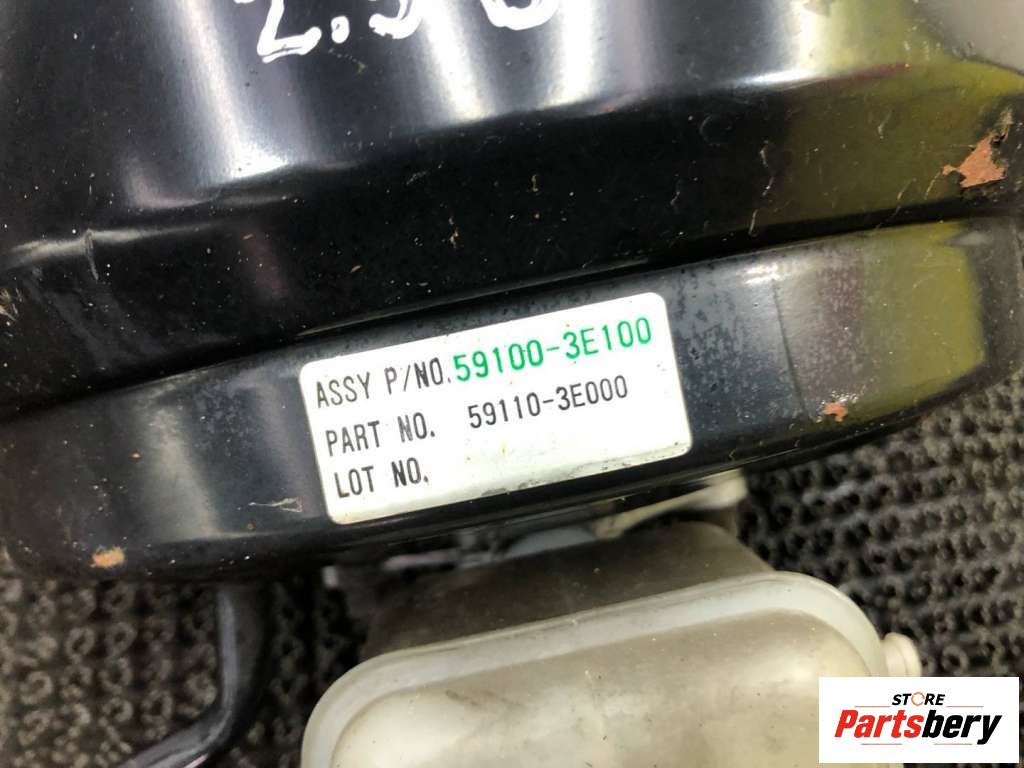 ASSY P/NO. 59100-3E100
PART NO. 59110-3E000
LOT NO.
STORE
Partsbery